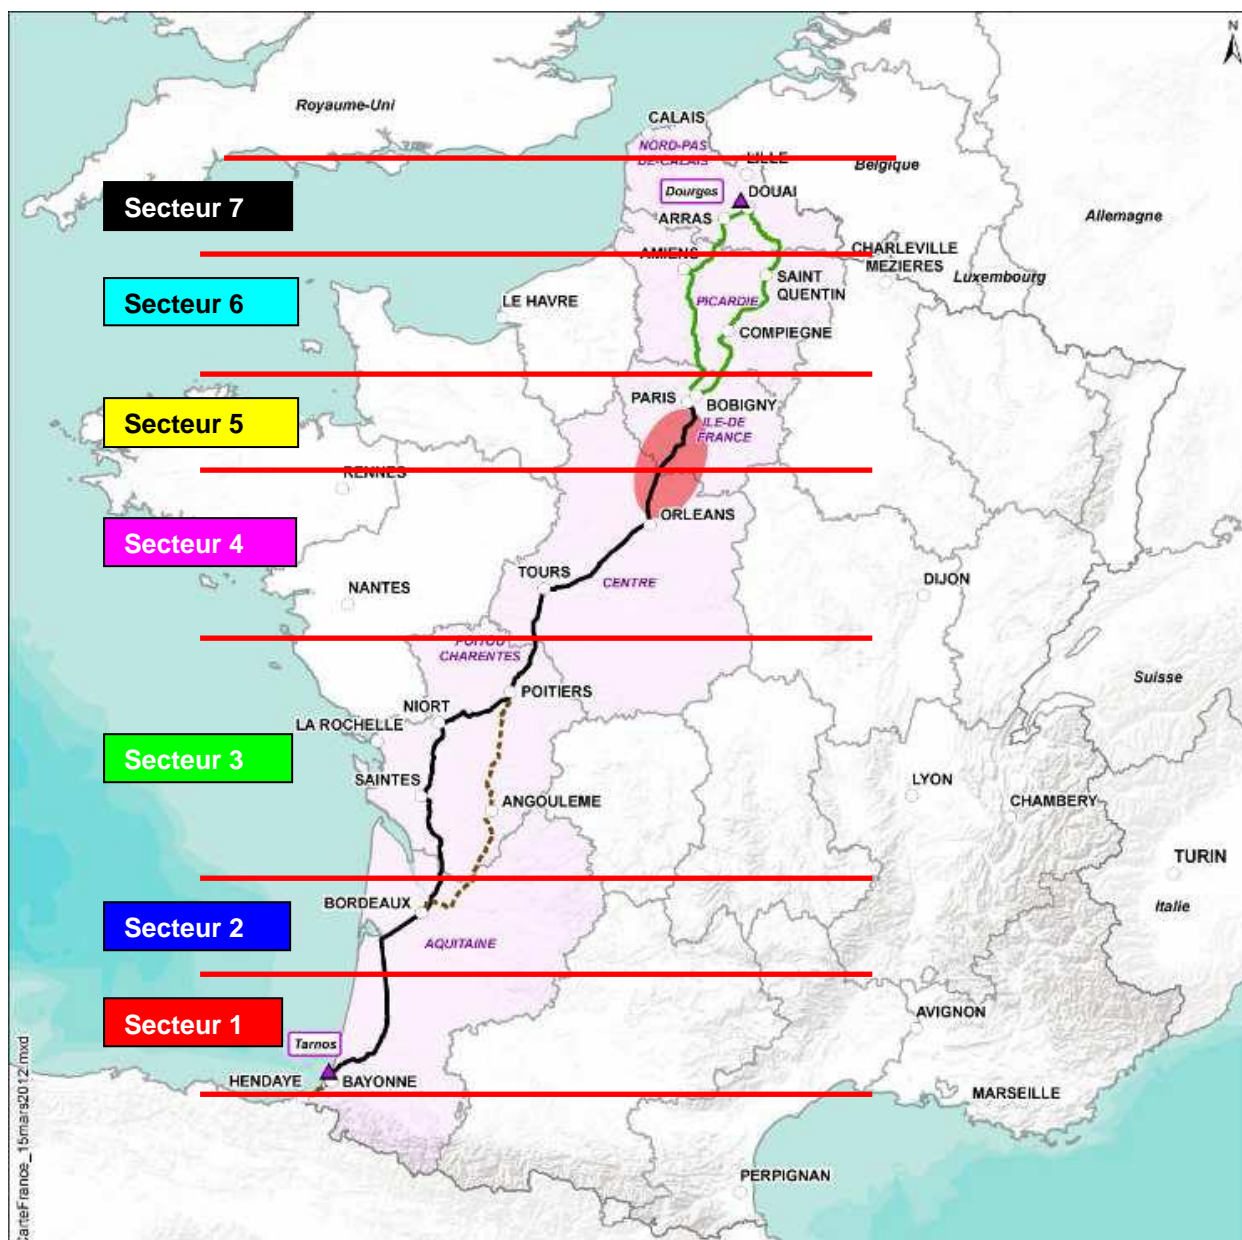 N
Royaume-Uni
CALAIS
NORD-PAS
DE-CALAIS
LILLE
Belgique
Secteur 7
Dourges
DOUAI
ARRAS
Allemagne
AMIENS
CHARLEVILLE
MEZIERES
Luxembourg
Secteur 6
LE HAVRE
SAINT
QUENTIN
PICARDIE
COMPIEGNE
PARIS
BOBIGNY
Secteur 5
ILE-DE
FRANCE
RENNES
ORLEANS
Secteur 4
TOURS
CENTRE
NANTES
DIJON
POITOU
CHARENTES
Suisse
POITIERS
NIORT
LA ROCHELLE
Secteur 3
SAINTES
ANGOULEME
LYON
CHAMBERY
TURIN
BORDEAUX
Italie
Secteur 2
AQUITAINE
AVIGNON
Secteur 1
Tarnos
HENDAYE
BAYONNE
MARSEILLE
PERPIGNAN
CarteFrance_15mars2012.mxd